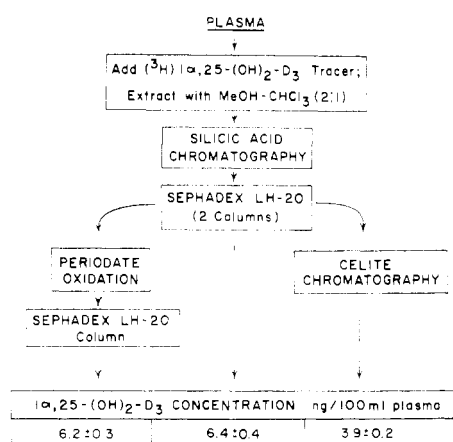 PLASMA
Add (³H) 1α,25-(OH)₂-D₃ Tracer;
Extract with MeOH-CHCl₃ (2:1)
SILICIC ACID
CHROMATOGRAPHY
SEPHADEX LH-20
(2 Columns)
PERIODATE
OXIDATION
SEPHADEX LH-20
Column
CELITE
CHROMATOGRAPHY
1α,25-(OH)₂-D₃ CONCENTRATION ng/100ml plasma
6.2±0.3 6.4±0.4 3.9±0.2